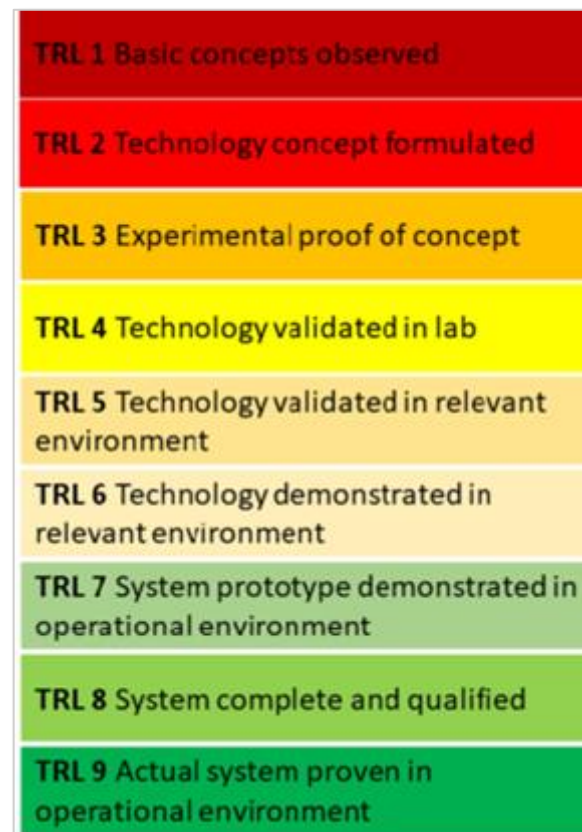 TRL 1 Basic concepts observed
TRL 2 Technology concept formulated
TRL 3 Experimental proof of concept
TRL 4 Technology validated in lab
TRL 5 Technology validated in relevant
environment
TRL 6 Technology demonstrated in
relevant environment
TRL 7 System prototype demonstrated in
operational environment
TRL 8 System complete and qualified
TRL 9 Actual system proven in
operational environment